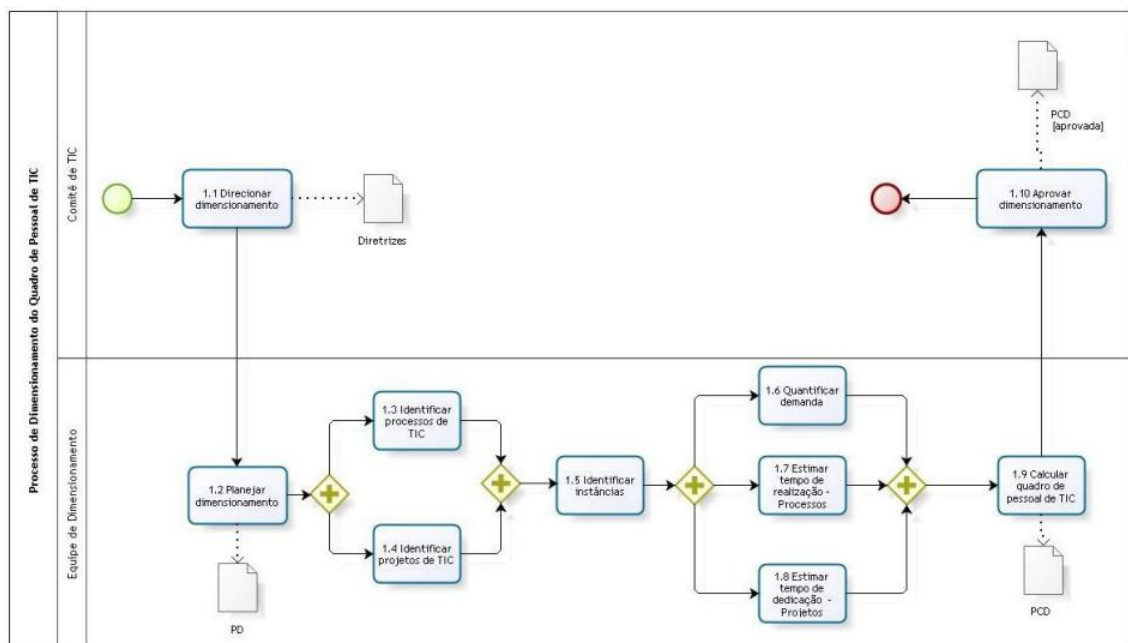 Processo de Dimensionamento do Quadro de Pessoal de TIC
Comitê de TIC
1.1 Direcionar
dimensionamento
Diretrizes
PCD
[aprovada]
1.10 Aprovar
dimensionamento
Equipe de Dimensionamento
1.2 Planejar
dimensionamento
PD
1.3 Identificar
processos de
TIC
1.4 Identificar
projetos de TIC
1.5 Identificar
instâncias
1.6 Quantificar
demanda
1.7 Estimar
tempo de
realização -
Processos
1.8 Estimar
tempo de
dedicação -
Projetos
1.9 Calcular
quadro de
pessoal de TIC
PCD